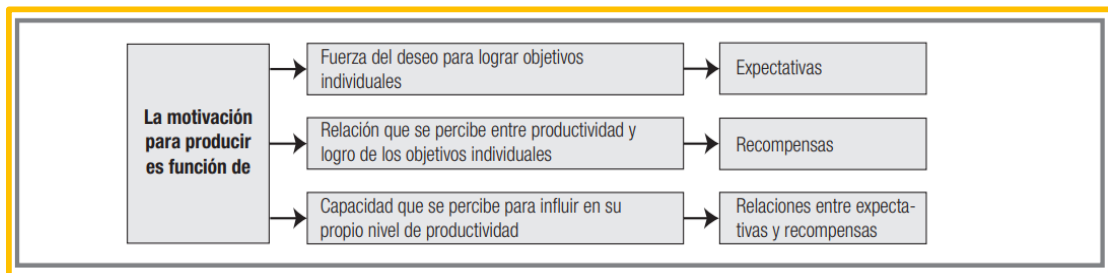 La motivación
para producir
es función de
Fuerza del deseo para lograr objetivos
individuales
Expectativas
Relación que se percibe entre productividad y
logro de los objetivos individuales
Recompensas
Capacidad que se percibe para influir en su
propio nivel de productividad
Relaciones entre expecta-
tivas y recompensas